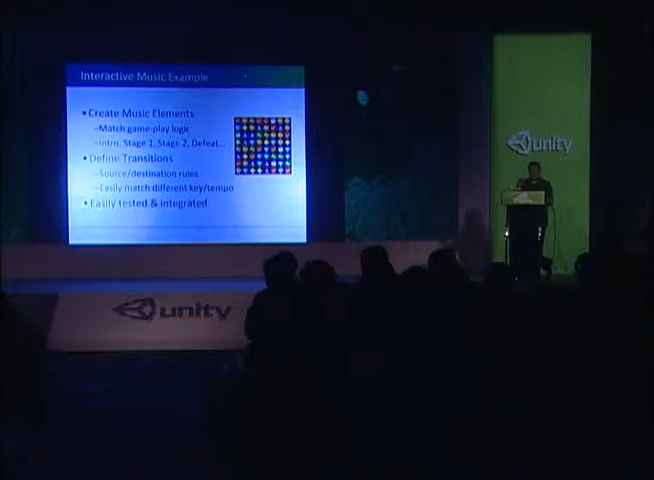 Interactive Music Example
•Create Music Elements
–Match game-play logic
–Intro, Stage 1, Stage 2, Defeat...
•Define Transitions
–Source/destination rules
–Easily match different key/tempo
•Easily tested & integrated
unity
unity